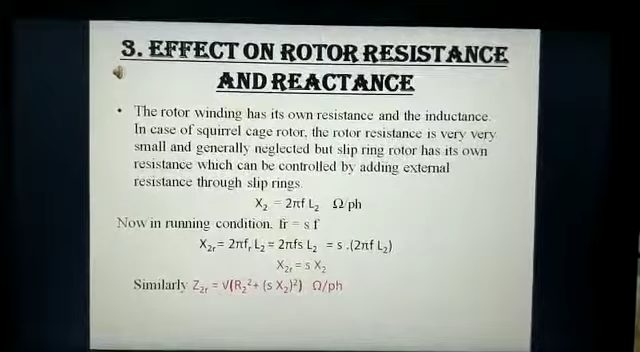 3. EFFECT ON ROTOR RESISTANCE
AND REACTANCE
• The rotor winding has its own resistance and the inductance.
In case of squirrel cage rotor, the rotor resistance is very very
small and generally neglected but slip ring rotor has its own
resistance which can be controlled by adding external
resistance through slip rings.
X₂ = 2πf L₂ Ω/ph
Now in running condition, fr = s f
X₂ᵣ = 2πfᵣ L₂ = 2πfs L₂ = s .(2πf L₂)
X₂ᵣ = s X₂
Similarly Z₂ᵣ = √(R₂²+ (s X₂)²) Ω/ph